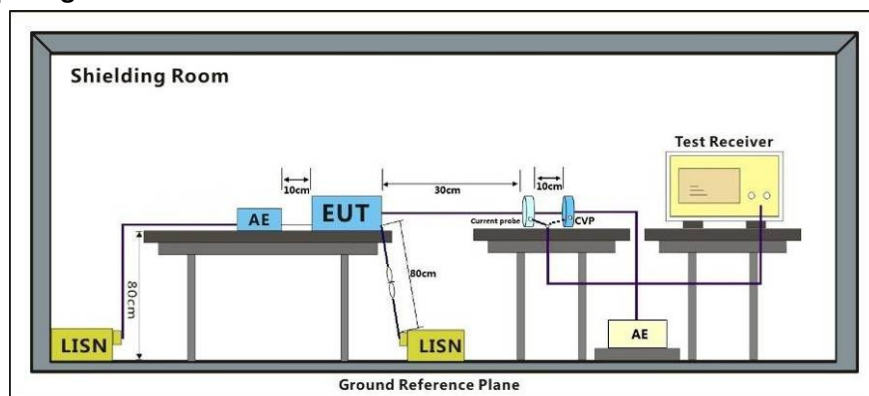 Shielding Room
Test Receiver
10cm
30cm
10cm
AE
EUT
Current probe
CVP
80cm
80cm
LISN
LISN
AE
Ground Reference Plane